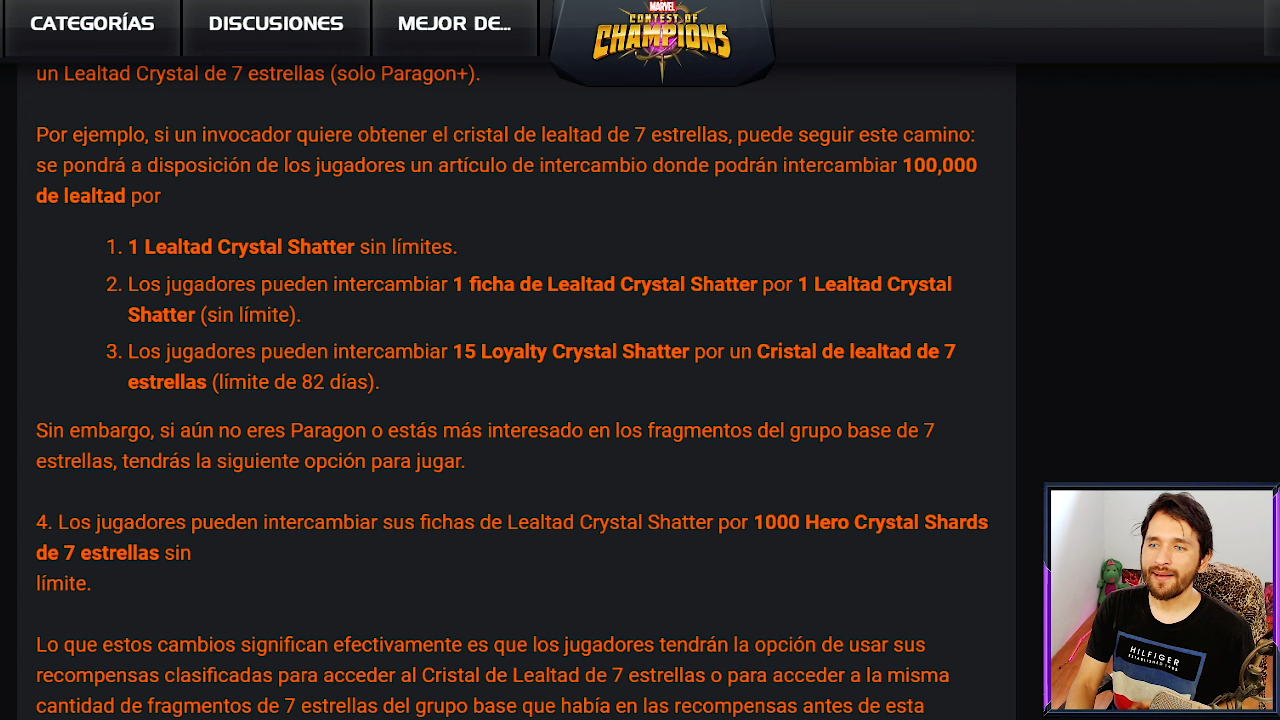 CATEGORÍAS
DISCUSIONES
MEJOR DE...
MARVEL
CONTEST OF
CHAMPIONS
un Lealtad Crystal de 7 estrellas (solo Paragon+).
Por ejemplo, si un invocador quiere obtener el cristal de lealtad de 7 estrellas, puede seguir este camino:
se pondrá a disposición de los jugadores un artículo de intercambio donde podrán intercambiar 100,000
de lealtad por
1. 1 Lealtad Crystal Shatter sin límites.
2. Los jugadores pueden intercambiar 1 ficha de Lealtad Crystal Shatter por 1 Lealtad Crystal
Shatter (sin límite).
3. Los jugadores pueden intercambiar 15 Loyalty Crystal Shatter por un Cristal de lealtad de 7
estrellas (límite de 82 días).
Sin embargo, si aún no eres Paragon o estás más interesado en los fragmentos del grupo base de 7
estrellas, tendrás la siguiente opción para jugar.
4. Los jugadores pueden intercambiar sus fichas de Lealtad Crystal Shatter por 1000 Hero Crystal Shards
de 7 estrellas sin
límite.
Lo que estos cambios significan efectivamente es que los jugadores tendrán la opción de usar sus
recompensas clasificadas para acceder al Cristal de Lealtad de 7 estrellas o para acceder a la misma
cantidad de fragmentos de 7 estrellas del grupo base que había en las recompensas antes de esta
HILFIGER